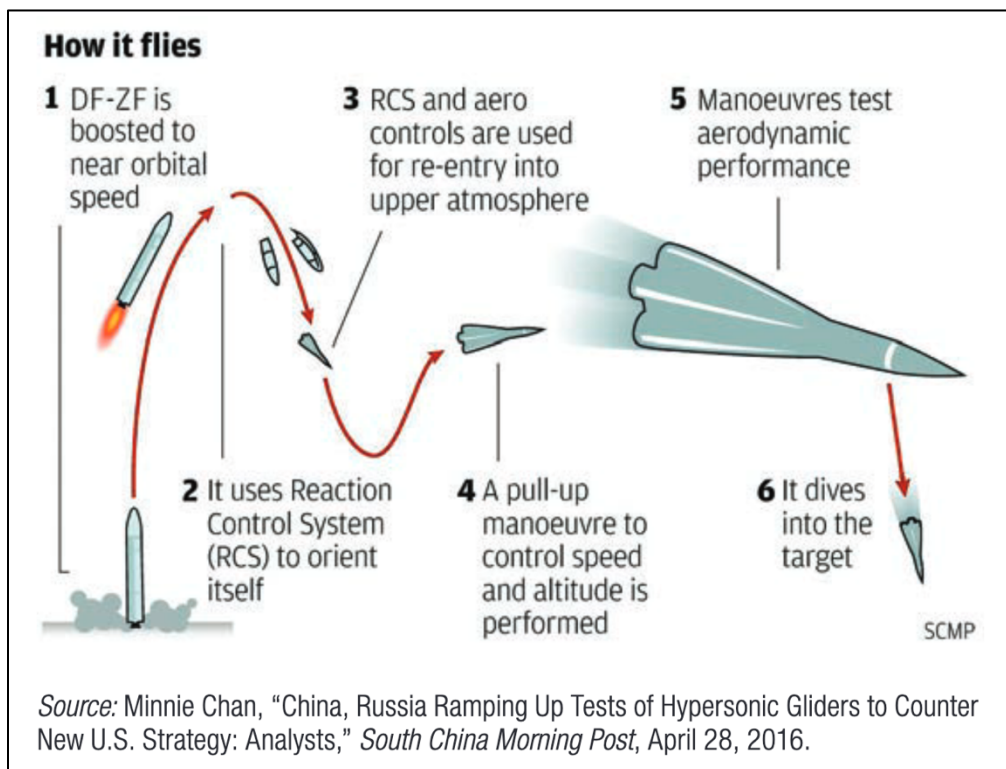 How it flies
1 DF-ZF is
boosted to
near orbital
speed
2 It uses Reaction
Control System
(RCS) to orient
itself
3 RCS and aero
controls are used
for re-entry into
upper atmosphere
4 A pull-up
manoeuvre to
control speed
and altitude is
performed
5 Manoeuvres test
aerodynamic
performance
6 It dives
into the
target
SCMP
Source: Minnie Chan, “China, Russia Ramping Up Tests of Hypersonic Gliders to Counter
New U.S. Strategy: Analysts,” South China Morning Post, April 28, 2016.